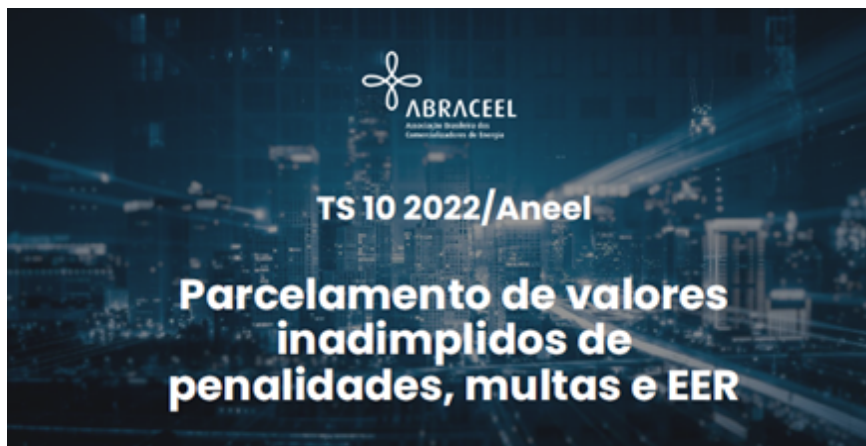 ABRACEEL
Associação Brasileira dos
Comercializadores de Energia
TS 10 2022/Aneel
Parcelamento de valores
inadimplidos de
penalidades, multas e EER